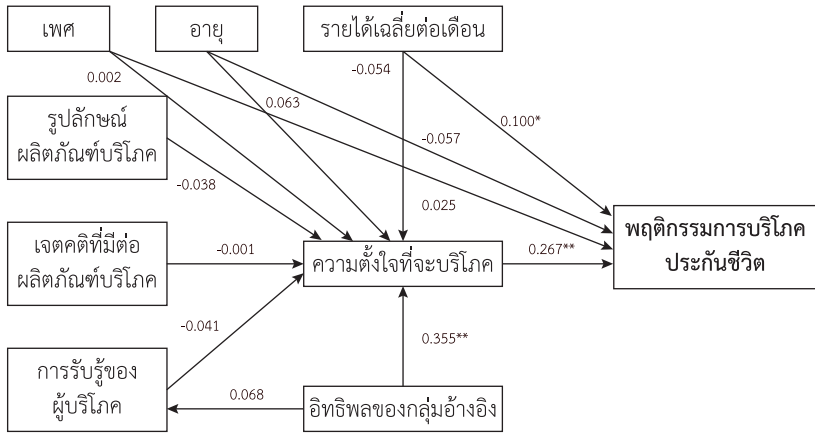 เพศ
อายุ
รายได้เฉลี่ยต่อเดือน
0.002
0.063
-0.054
0.100*
รูปลักษณ์
ผลิตภัณฑ์บริโภค
-0.057
-0.038
0.025
เจตคติที่มีต่อ
ผลิตภัณฑ์บริโภค
-0.001
ความตั้งใจที่จะบริโภค
0.267**
พฤติกรรมการบริโภค
ประกันชีวิต
-0.041
0.355**
การรับรู้ของ
ผู้บริโภค
0.068
อิทธิพลของกลุ่มอ้างอิง